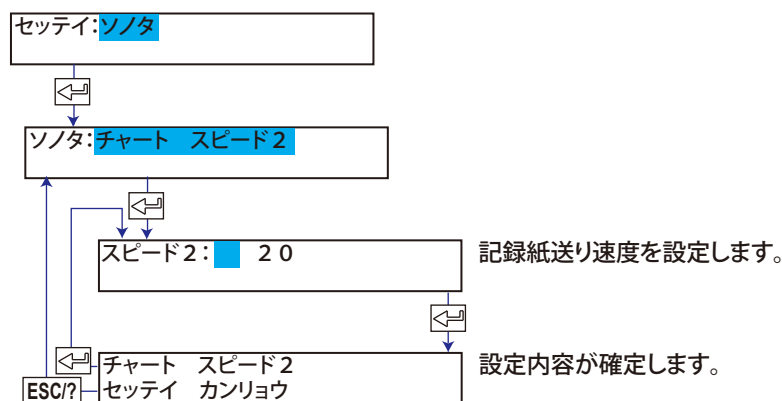 セッテイ:ソノタ
ソノタ:チャート　スピード2
スピード2:　20　記録紙送り速度を設定します。
チャート　スピード2　設定内容が確定します。
ESC/?　セッテイ　カンリョウ